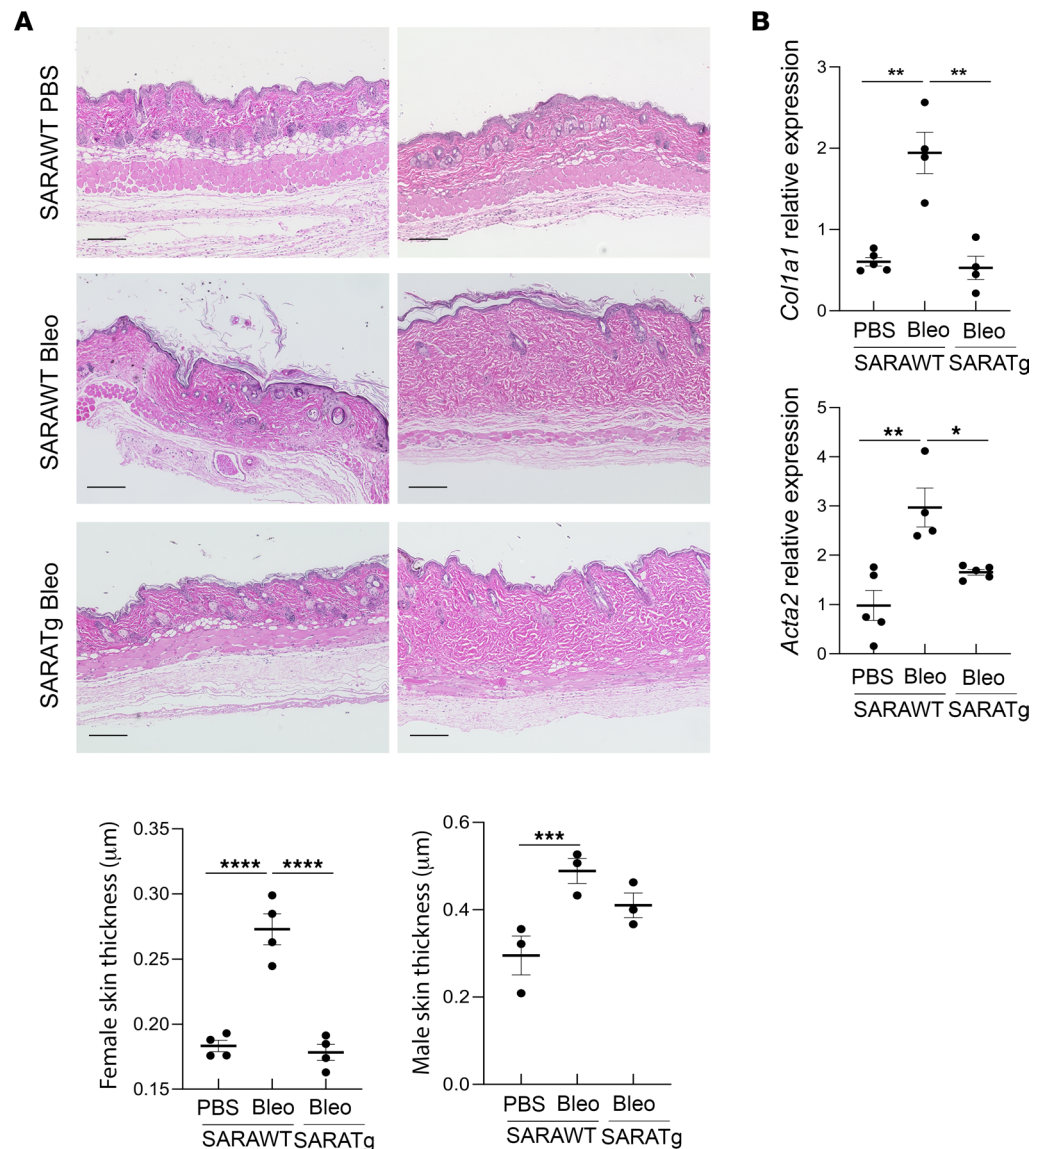 A
SARAWT PBS
SARAWT Bleo
SARATg Bleo
Female skin thickness (μm)
0.35
0.30
0.25
0.20
0.15
****
****
PBS
Bleo
Bleo
SARAWT
SARATg
Male skin thickness (μm)
0.6
0.4
0.2
0.0
***
PBS
Bleo
Bleo
SARAWT
SARATg
B
Col1a1 relative expression
3
2
1
0
**
**
PBS
Bleo
Bleo
SARAWT
SARATg
Acta2 relative expression
5
4
3
2
1
0
**
*
PBS
Bleo
Bleo
SARAWT
SARATg